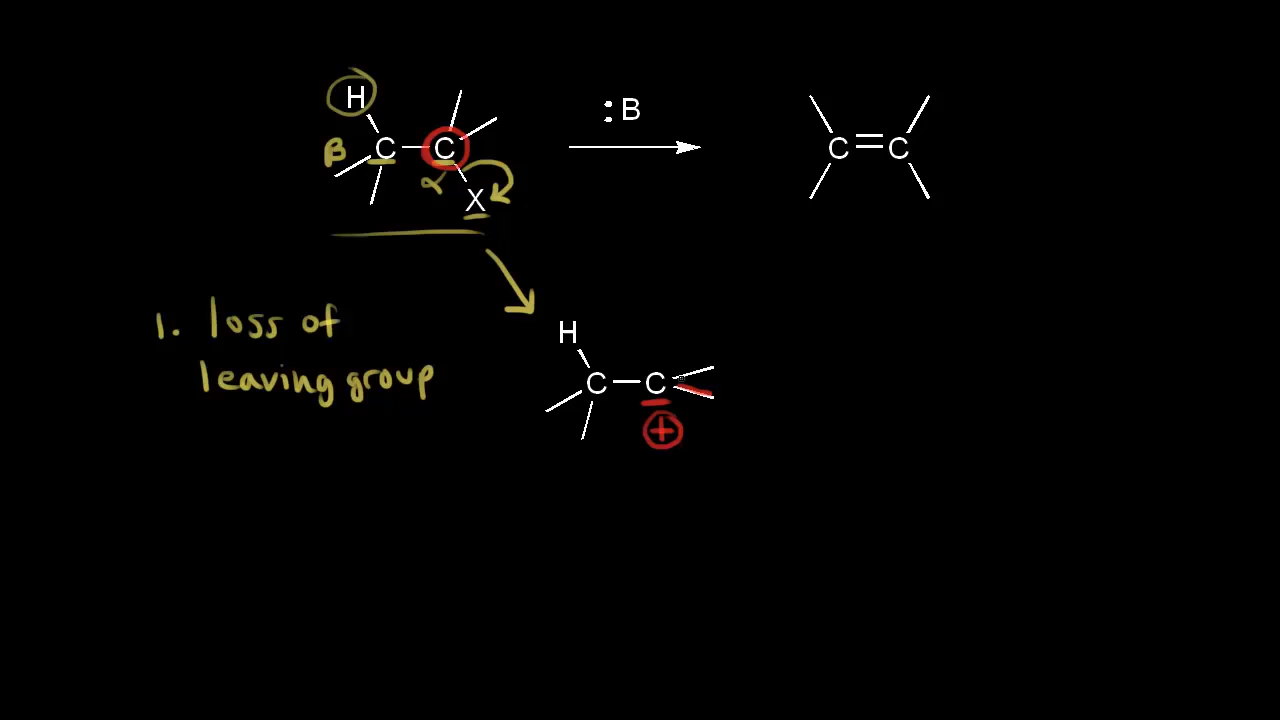 H
:B
β C C
C=C
α
X
1. loss of
leaving group
H
C C
+